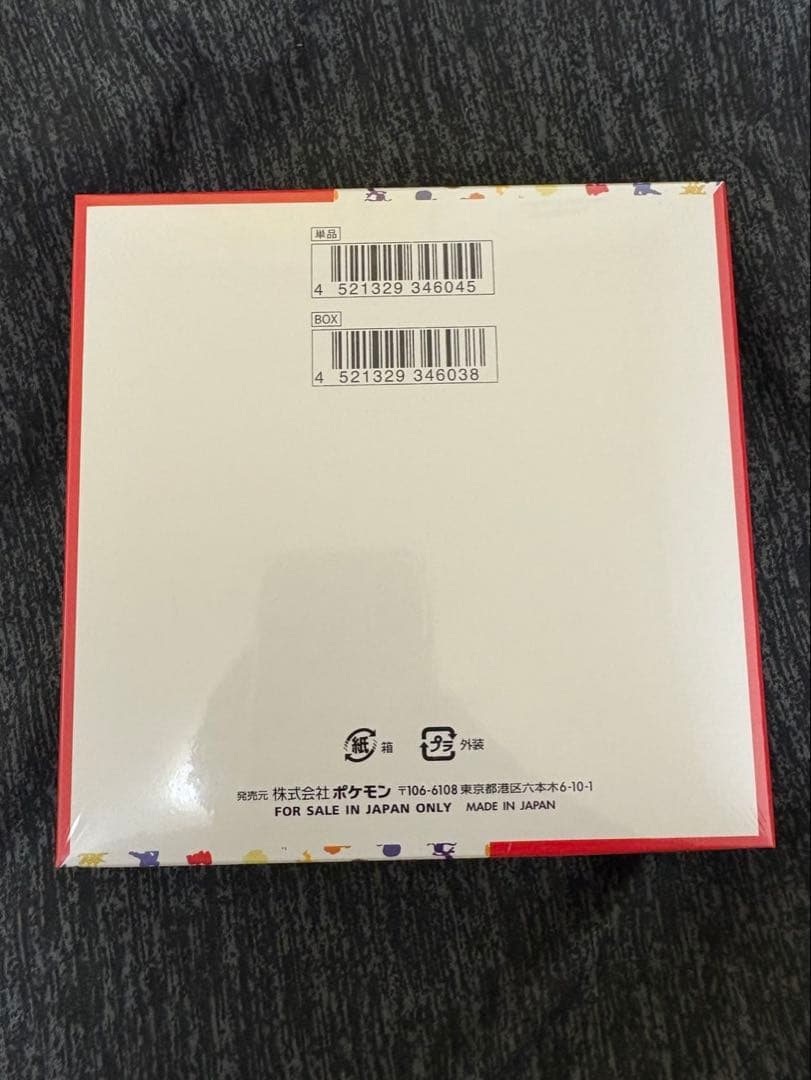 単品
4 521329 346045
BOX
4 521329 346038
紙 箱 プラ 外装
発売元 株式会社 ポケモン 〒106-6108 東京都港区六本木6-10-1
FOR SALE IN JAPAN ONLY MADE IN JAPAN